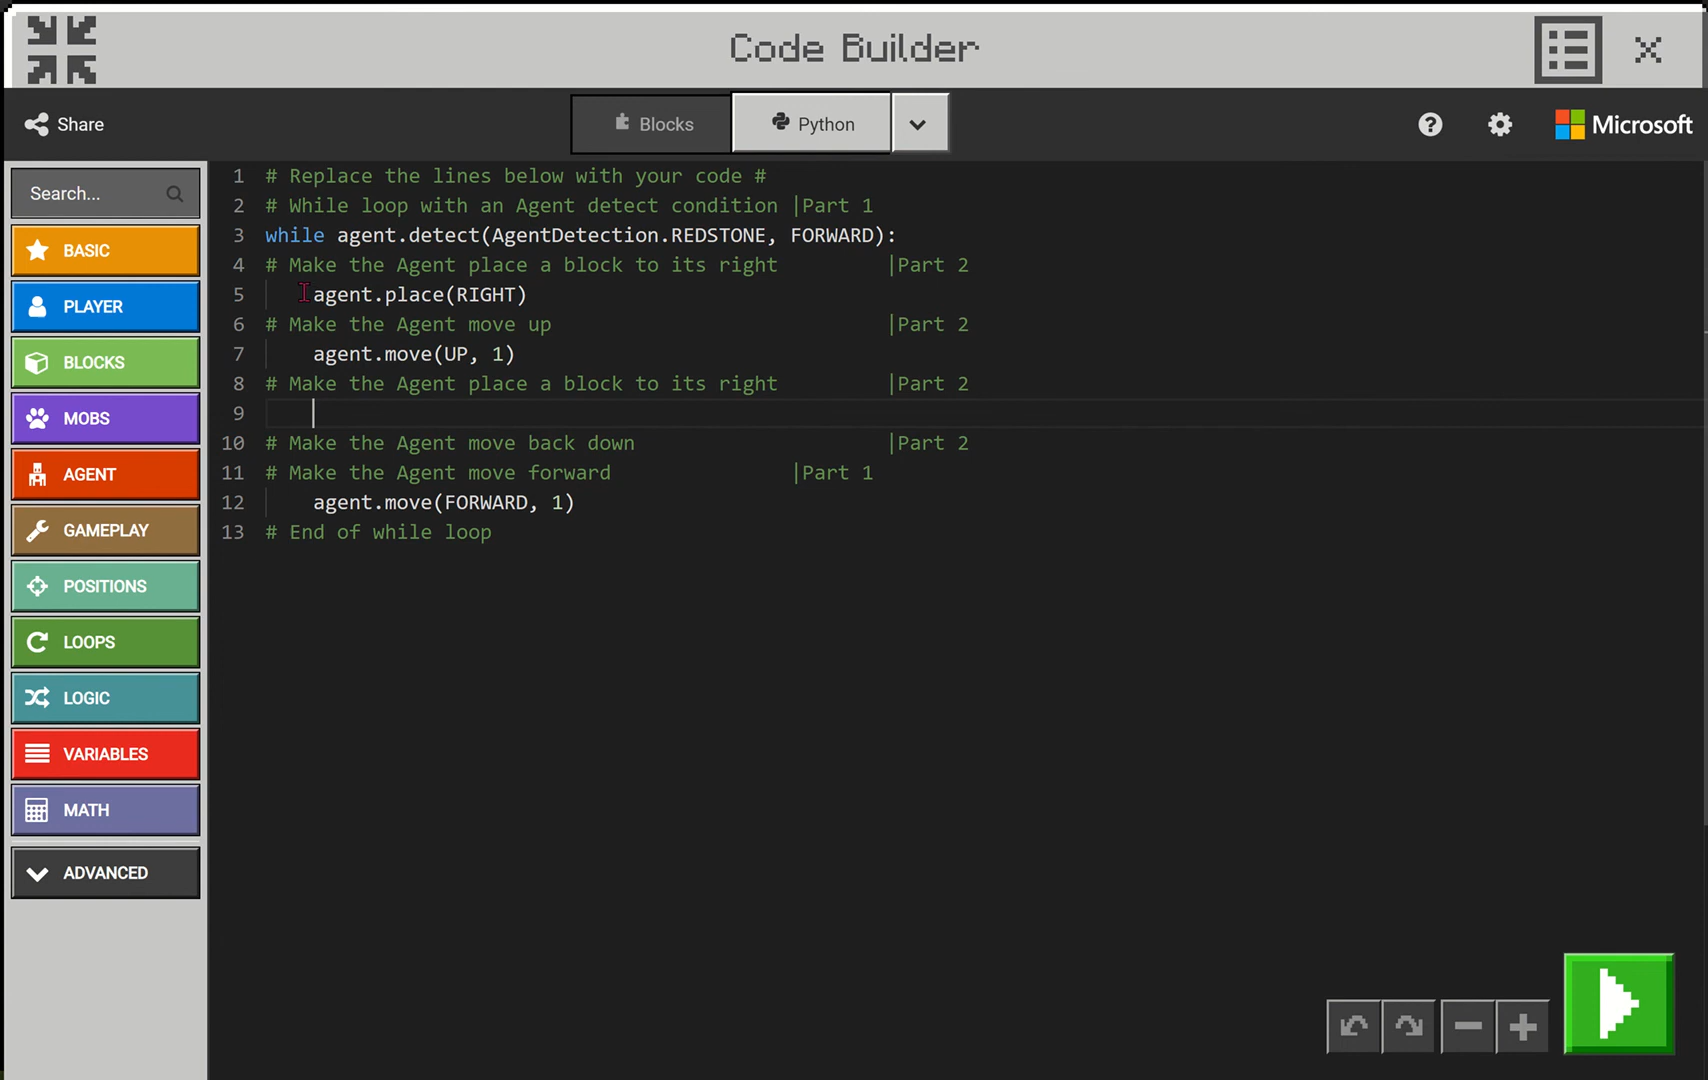 Code Builder
Share
Blocks
Python
Microsoft
Search...
BASIC
PLAYER
BLOCKS
MOBS
AGENT
GAMEPLAY
POSITIONS
LOOPS
LOGIC
VARIABLES
MATH
ADVANCED
1 # Replace the lines below with your code #
2 # While loop with an Agent detect condition |Part 1
3 while agent.detect(AgentDetection.REDSTONE, FORWARD):
4 # Make the Agent place a block to its right |Part 2
5 agent.place(RIGHT)
6 # Make the Agent move up |Part 2
7 agent.move(UP, 1)
8 # Make the Agent place a block to its right |Part 2
9
10 # Make the Agent move back down |Part 2
11 # Make the Agent move forward |Part 1
12 agent.move(FORWARD, 1)
13 # End of while loop